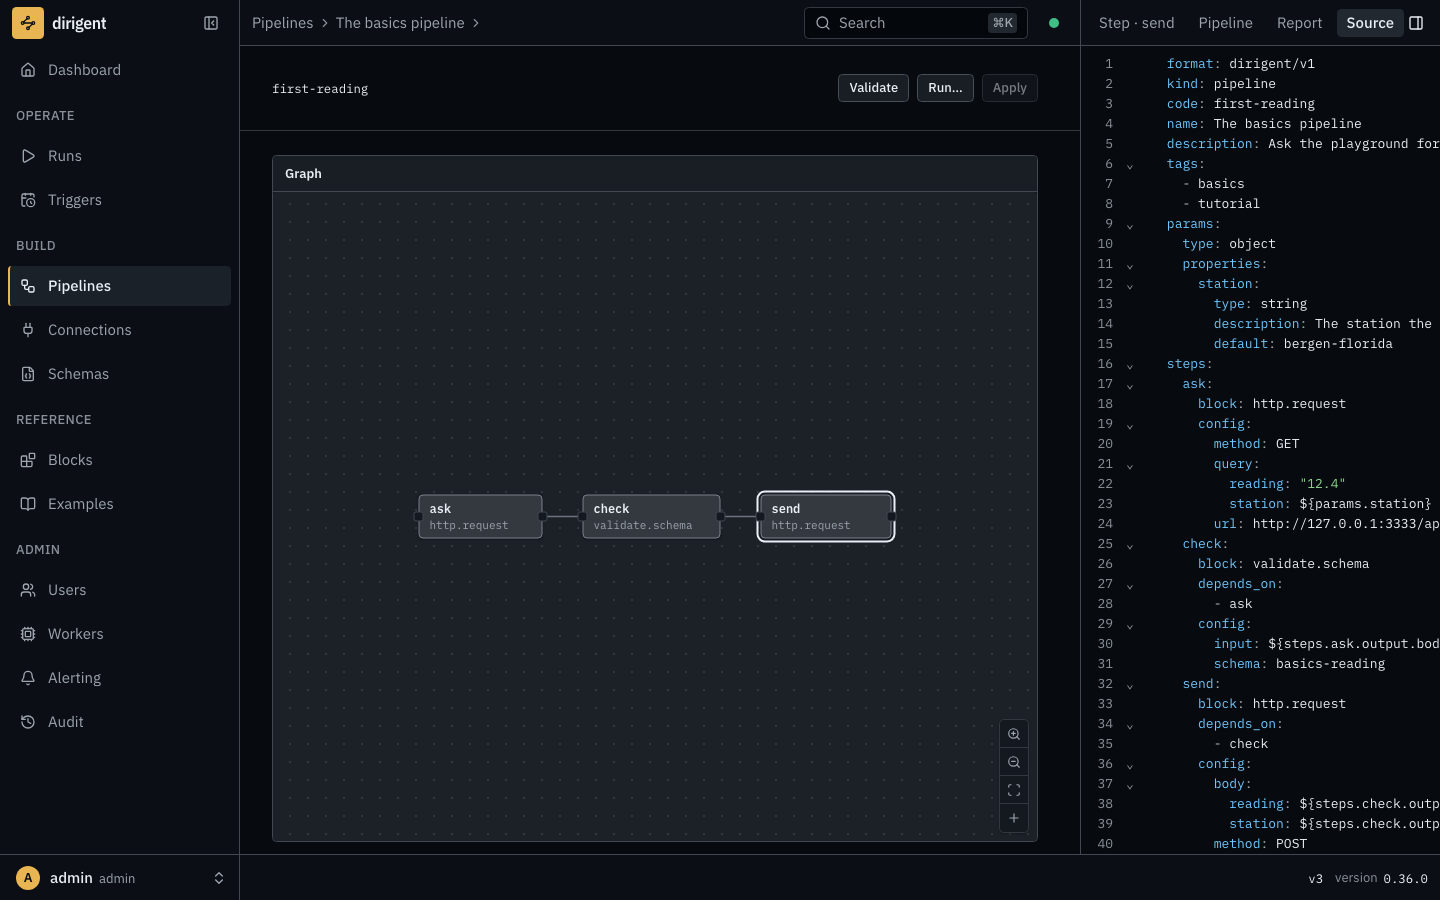 dirigent
Dashboard
OPERATE
Runs
Triggers
BUILD
Pipelines
Connections
Schemas
REFERENCE
Blocks
Examples
ADMIN
Users
Workers
Alerting
Audit
A admin admin
Pipelines The basics pipeline
Search ⌘K
first-reading
Validate Run... Apply
Graph
ask
http.request
check
validate.schema
send
http.request
Step · send Pipeline Report Source
1 format: dirigent/v1
2 kind: pipeline
3 code: first-reading
4 name: The basics pipeline
5 description: Ask the playground for
6 tags:
7 - basics
8 - tutorial
9 params:
10 type: object
11 properties:
12 station:
13 type: string
14 description: The station the
15 default: bergen-florida
16 steps:
17 ask:
18 block: http.request
19 config:
20 method: GET
21 query:
22 reading: "12.4"
23 station: ${params.station}
24 url: http://127.0.0.1:3333/ap
25 check:
26 block: validate.schema
27 depends_on:
28 - ask
29 config:
30 input: ${steps.ask.output.bod
31 schema: basics-reading
32 send:
33 block: http.request
34 depends_on:
35 - check
36 config:
37 body:
38 reading: ${steps.check.outp
39 station: ${steps.check.outp
40 method: POST
v3 version 0.36.0